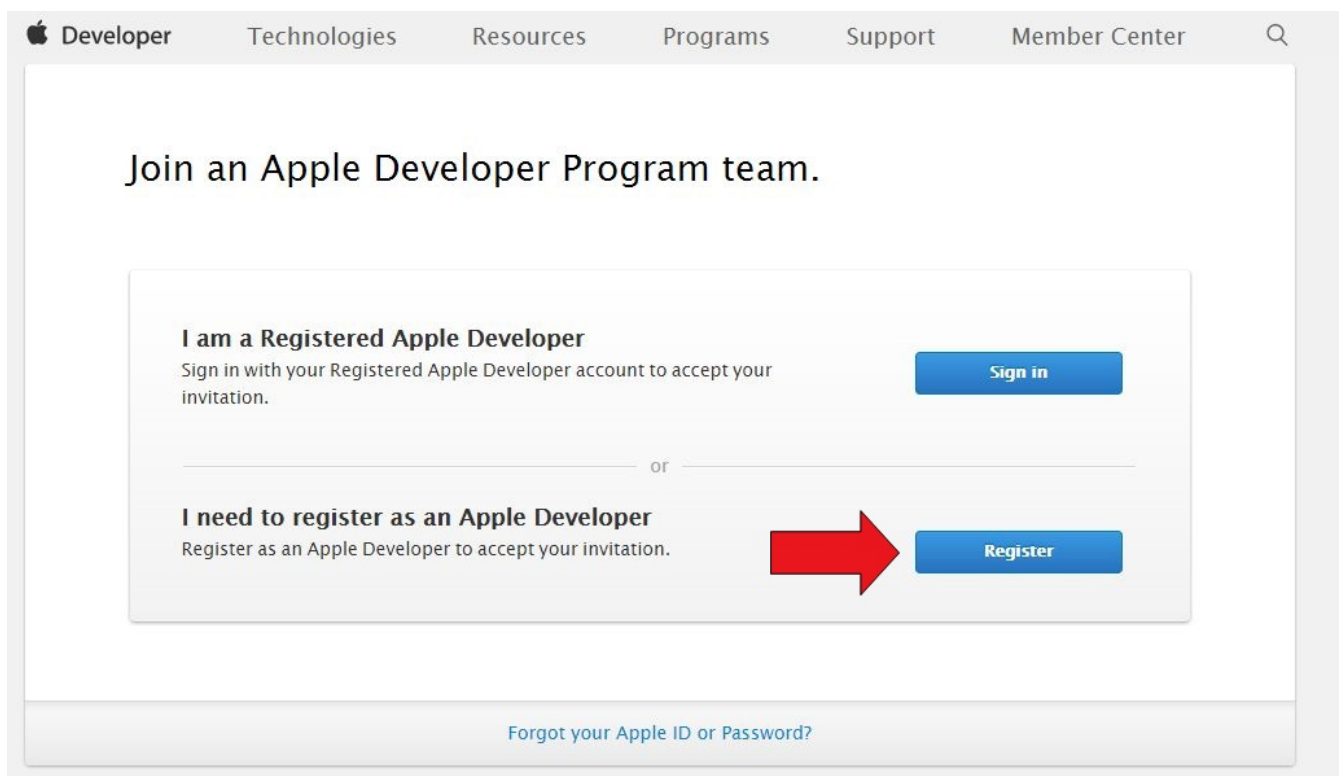 Developer Technologies Resources Programs Support Member Center
Join an Apple Developer Program team.
I am a Registered Apple Developer
Sign in with your Registered Apple Developer account to accept your
invitation.
Sign in
or
I need to register as an Apple Developer
Register as an Apple Developer to accept your invitation.
Register
Forgot your Apple ID or Password?